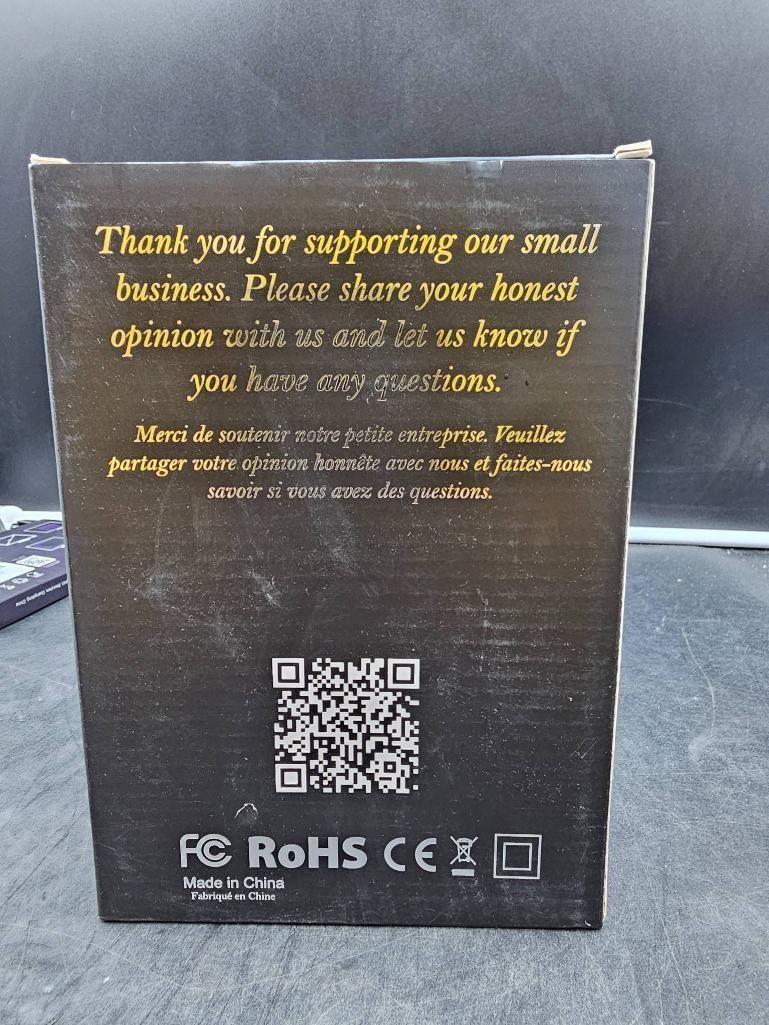 Thank you for supporting our small
business. Please share your honest
opinion with us and let us know if
you have any questions.
Merci de soutenir notre petite entreprise. Veuillez
partager votre opinion honnête avec nous et faites-nous
savoir si vous avez des questions.
FC RoHS CE
Made in China
Fabriqué en Chine